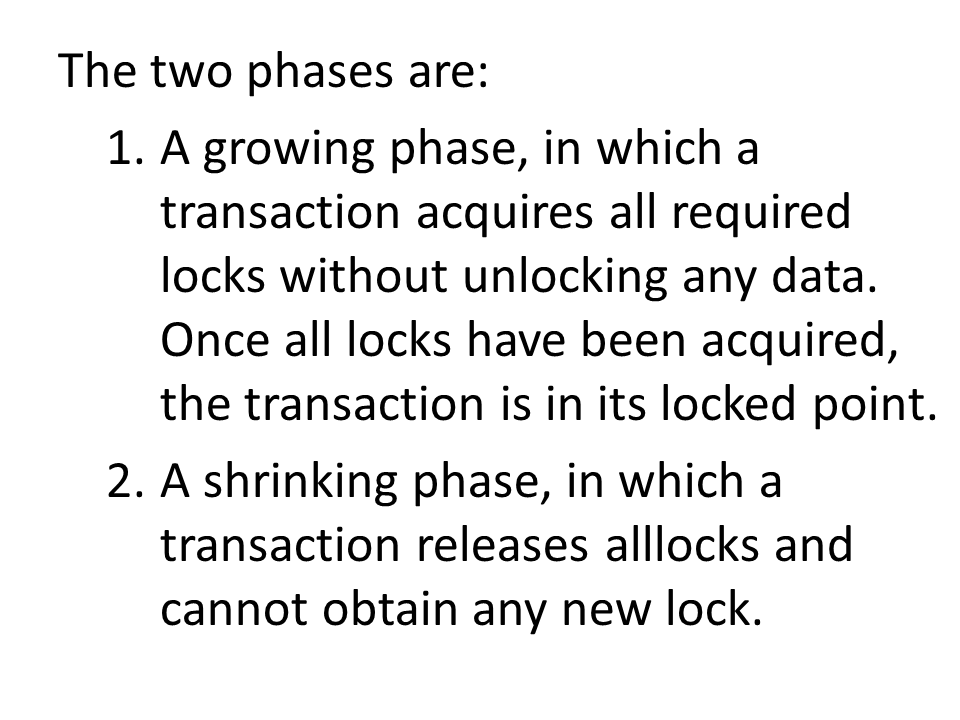 The two phases are:
1. A growing phase, in which a
transaction acquires all required
locks without unlocking any data.
Once all locks have been acquired,
the transaction is in its locked point.
2. A shrinking phase, in which a
transaction releases alllocks and
cannot obtain any new lock.